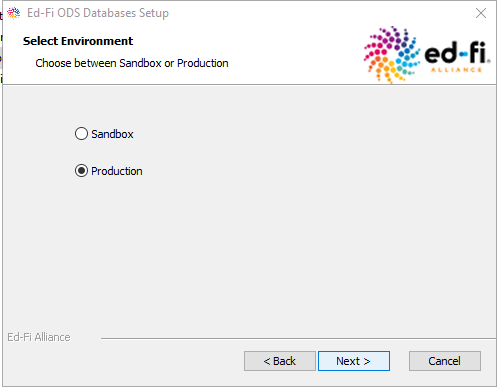 Ed-Fi ODS Databases Setup
Select Environment
Choose between Sandbox or Production
ed-fi
ALLIANCE
Sandbox
Production
Ed-Fi Alliance
< Back
Next >
Cancel